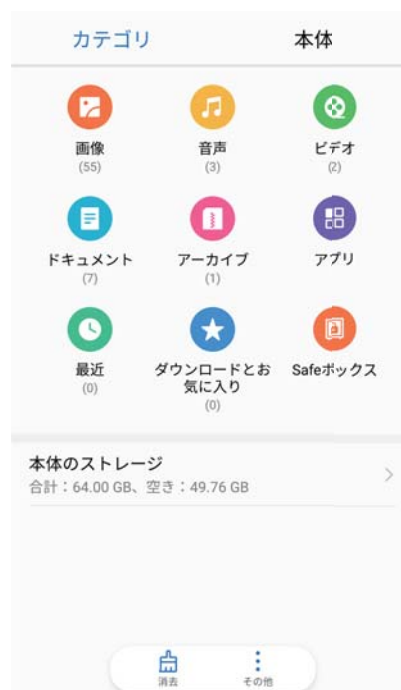 カテゴリ 本体
画像 音声 ビデオ
(55) (3) (2)
ドキュメント アーカイブ アプリ
(7) (1)
最近 ダウンロードとお Safeボックス
(0) 気に入り
(0)
本体のストレージ
合計：64.00 GB、空き：49.76 GB
消去 その他